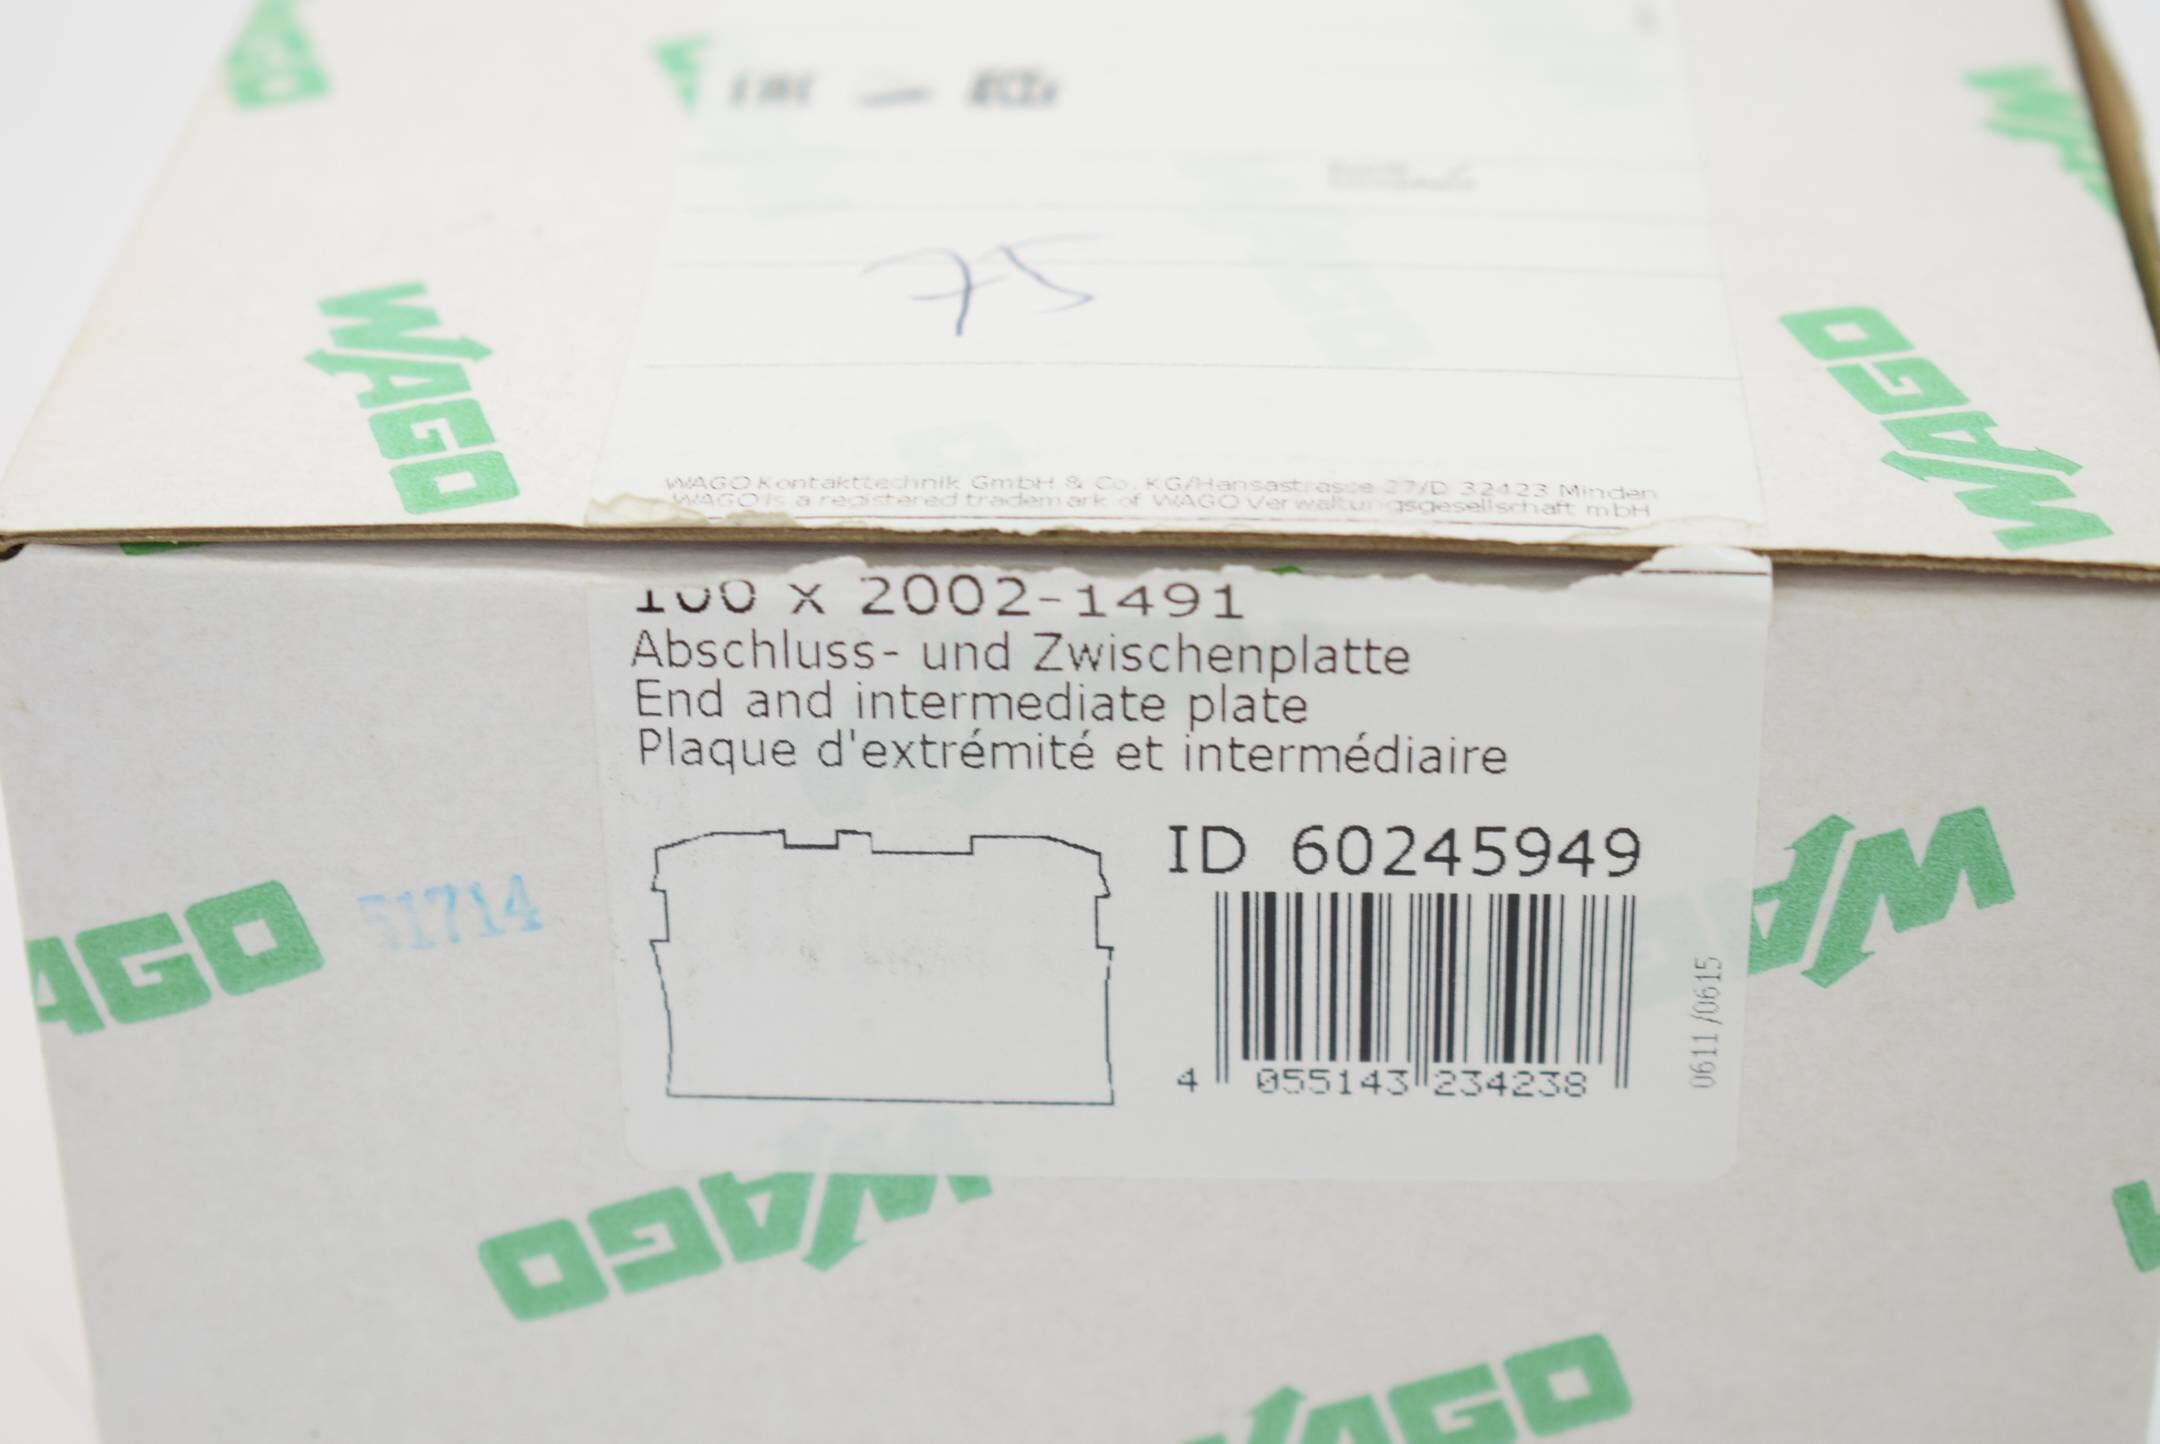 WAGO
75
WAGO
WAGO
WAGO Kontakttechnik GmbH & Co. KG/Hansastrasse 27/D 32423 Minden
WAGO is a registered trademark of WAGO Verwaltungsgesellschaft mbH
100 x 2002-1491
Abschluss- und Zwischenplatte
End and intermediate plate
Plaque d'extrémité et intermédiaire
ID 60245949
4 055143 234238
0611/0615
51714
WAGO
WAGO
WAGO
WAGO